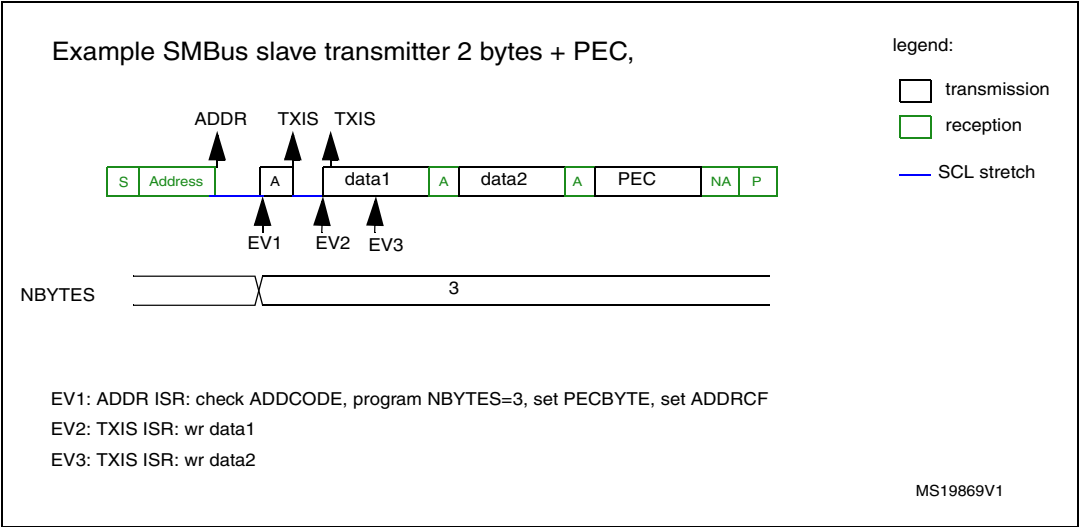 Example SMBus slave transmitter 2 bytes + PEC,
legend:
transmission
reception
SCL stretch
ADDR TXIS TXIS
S Address A data1 A data2 A PEC NA P
EV1 EV2 EV3
NBYTES 3
EV1: ADDR ISR: check ADDCODE, program NBYTES=3, set PECBYTE, set ADDRCF
EV2: TXIS ISR: wr data1
EV3: TXIS ISR: wr data2
MS19869V1